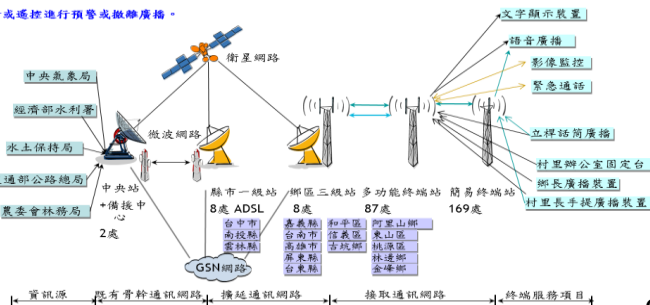 或遙控進行預警或撤離廣播。
文字顯示裝置
語音廣播
影像監控
緊急通話
衛星網路
中央氣象局
經濟部水利署
水土保持局
交通部公路總局
農委會林務局
微波網路
立桿話筒廣播
村里辦公室固定台
鄉長廣播裝置
村里長手提廣播裝置
中央站
+備援中
心
2處
縣市一級站
8處 ADSL
台中市
南投縣
雲林縣
鄉區三級站
8處
嘉義縣
台南市
高雄市
屏東縣
台東縣
和平區
信義區
古坑鄉
多功能終端站
87處
阿里山鄉
東山區
桃源區
林邊鄉
金峰鄉
簡易終端站
169處
GSN網路
資訊源
既有骨幹通訊網路
擴延通訊網路
接取通訊網路
終端服務項目